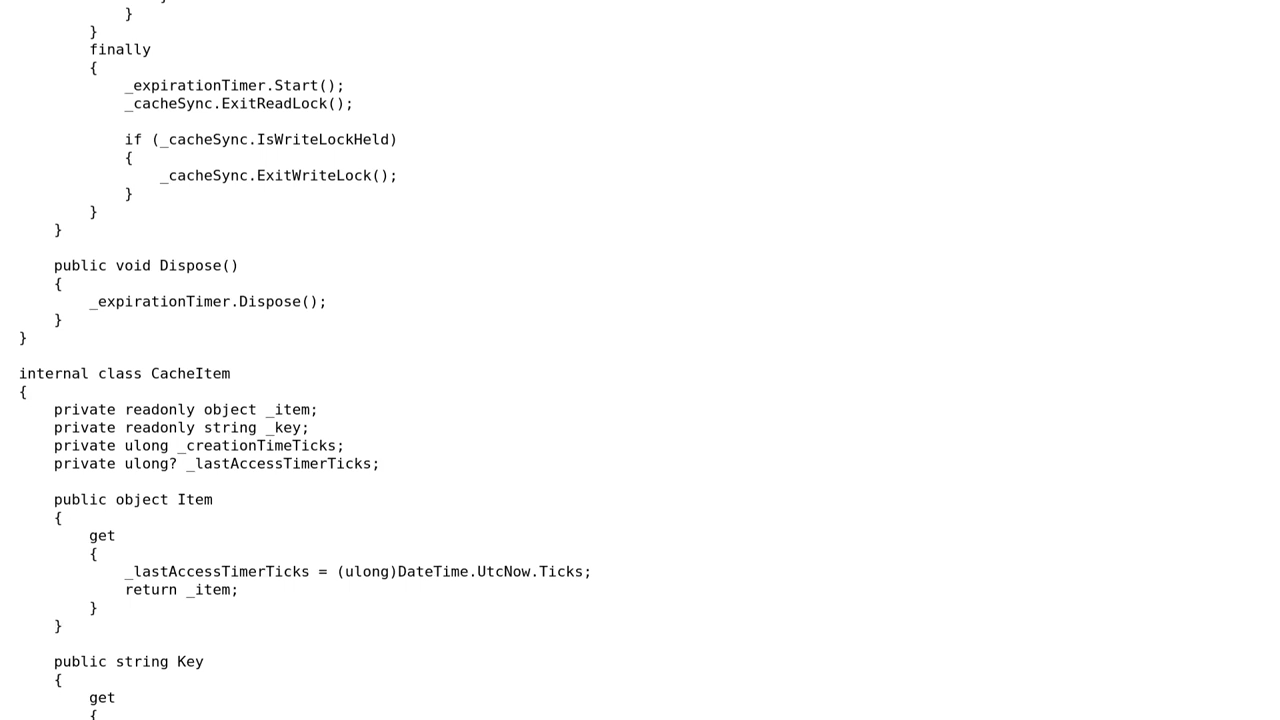 }
        }
        finally
        {
            _expirationTimer.Start();
            _cacheSync.ExitReadLock();

            if (_cacheSync.IsWriteLockHeld)
            {
                _cacheSync.ExitWriteLock();
            }
        }
    }

    public void Dispose()
    {
        _expirationTimer.Dispose();
    }
}

internal class CacheItem
{
    private readonly object _item;
    private readonly string _key;
    private ulong _creationTimeTicks;
    private ulong? _lastAccessTimerTicks;

    public object Item
    {
        get
        {
            _lastAccessTimerTicks = (ulong)DateTime.UtcNow.Ticks;
            return _item;
        }
    }

    public string Key
    {
        get
        {